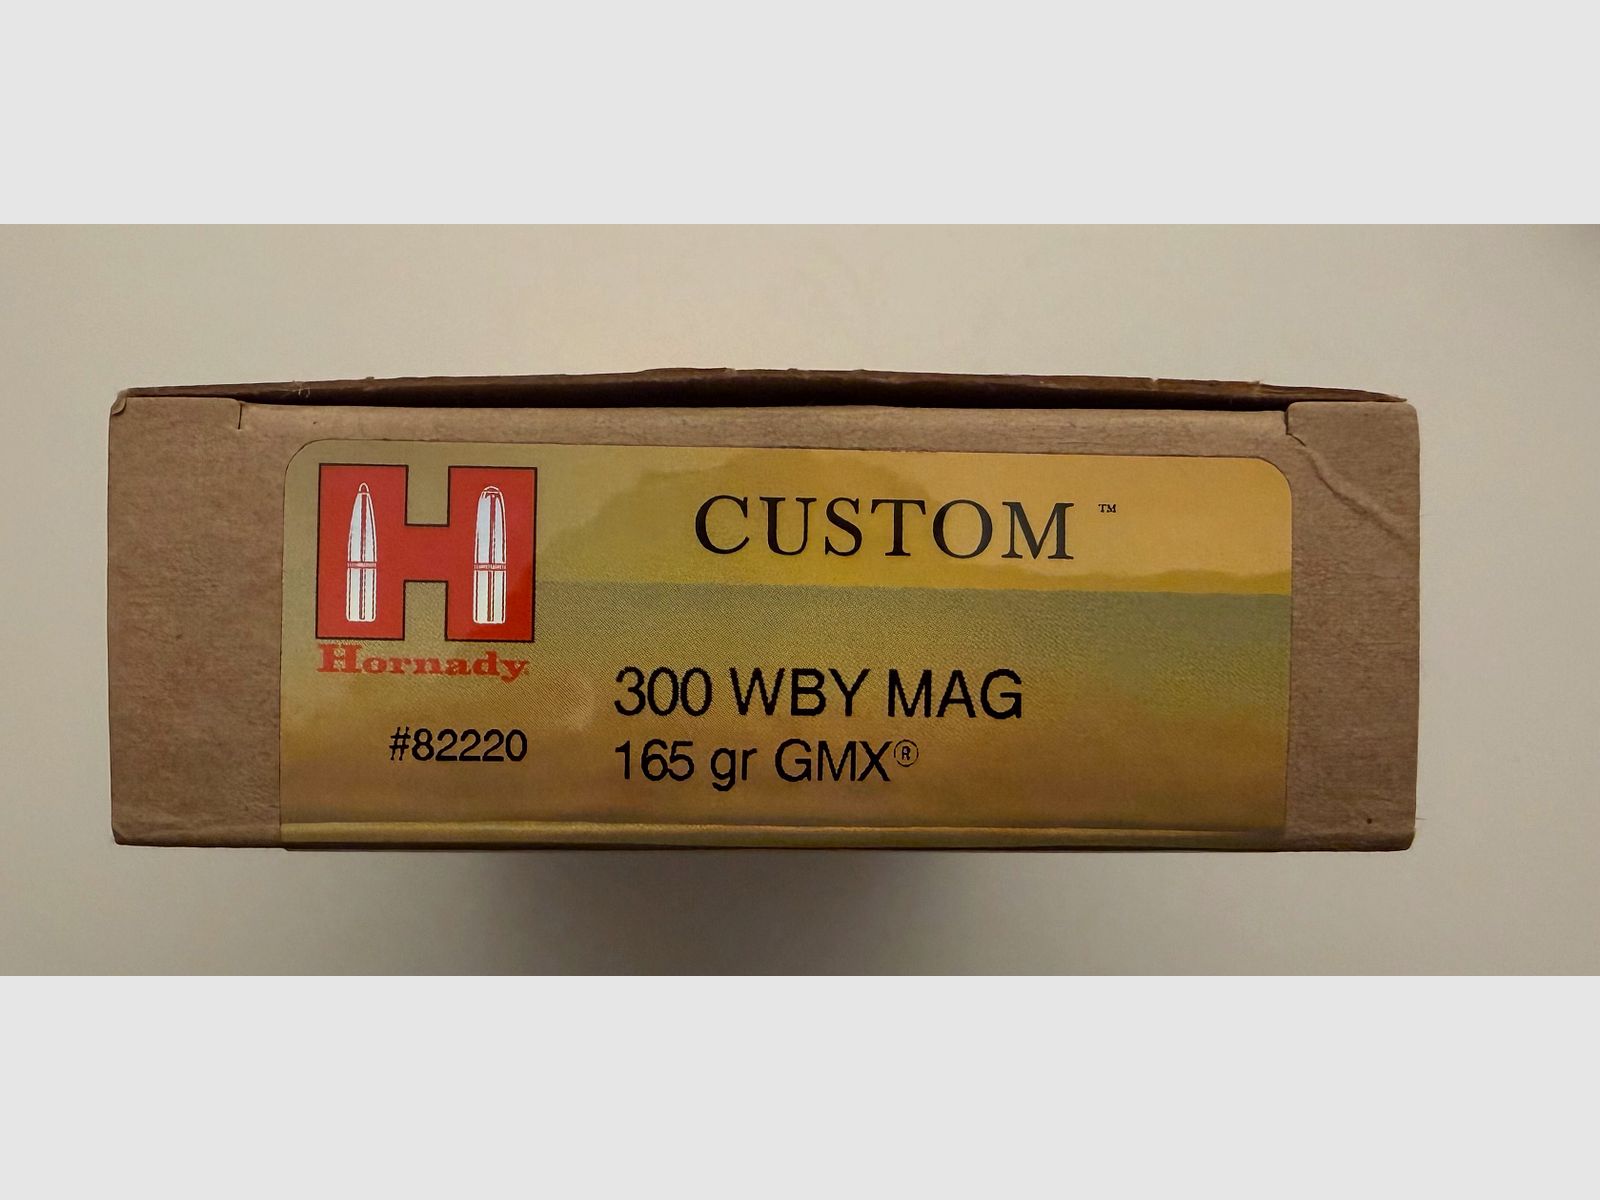 CUSTOM™
Hornady
300 WBY MAG
#82220
165 gr GMX®